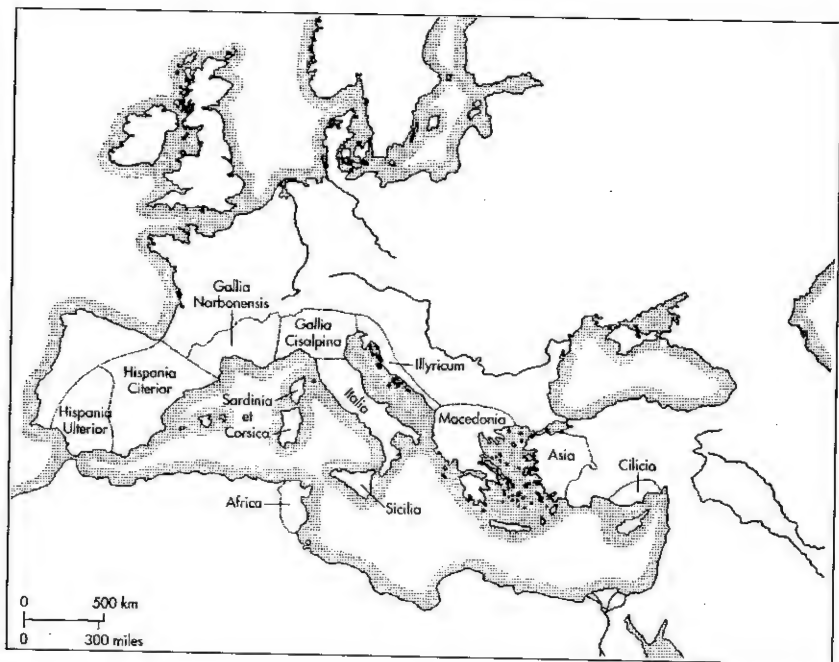 Gallia
Narbonensis
Gallia
Cisalpina
Illyricum
Hispania
Citerior
Hispania
Ulterior
Sardinia
et
Corsica
Italia
Macedonia
Asia
Cilicia
Africa
Sicilia
0 500 km
0 300 miles